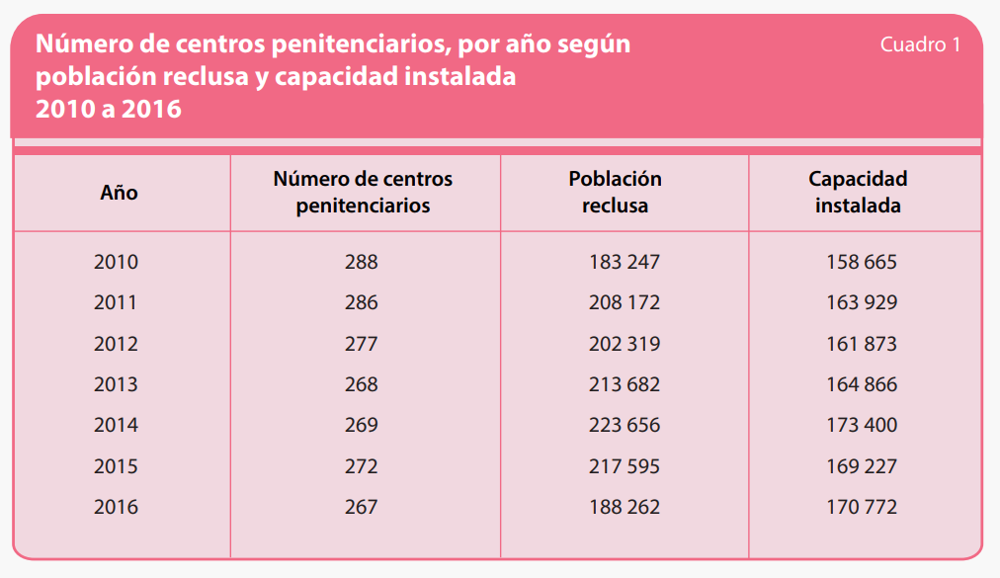 Número de centros penitenciarios, por año según
Cuadro 1
población reclusa y capacidad instalada
2010 a 2016
Año
Número de centros
penitenciarios
Población
reclusa
Capacidad
instalada
2010 288 183 247 158 665
2011 286 208 172 163 929
2012 277 202 319 161 873
2013 268 213 682 164 866
2014 269 223 656 173 400
2015 272 217 595 169 227
2016 267 188 262 170 772